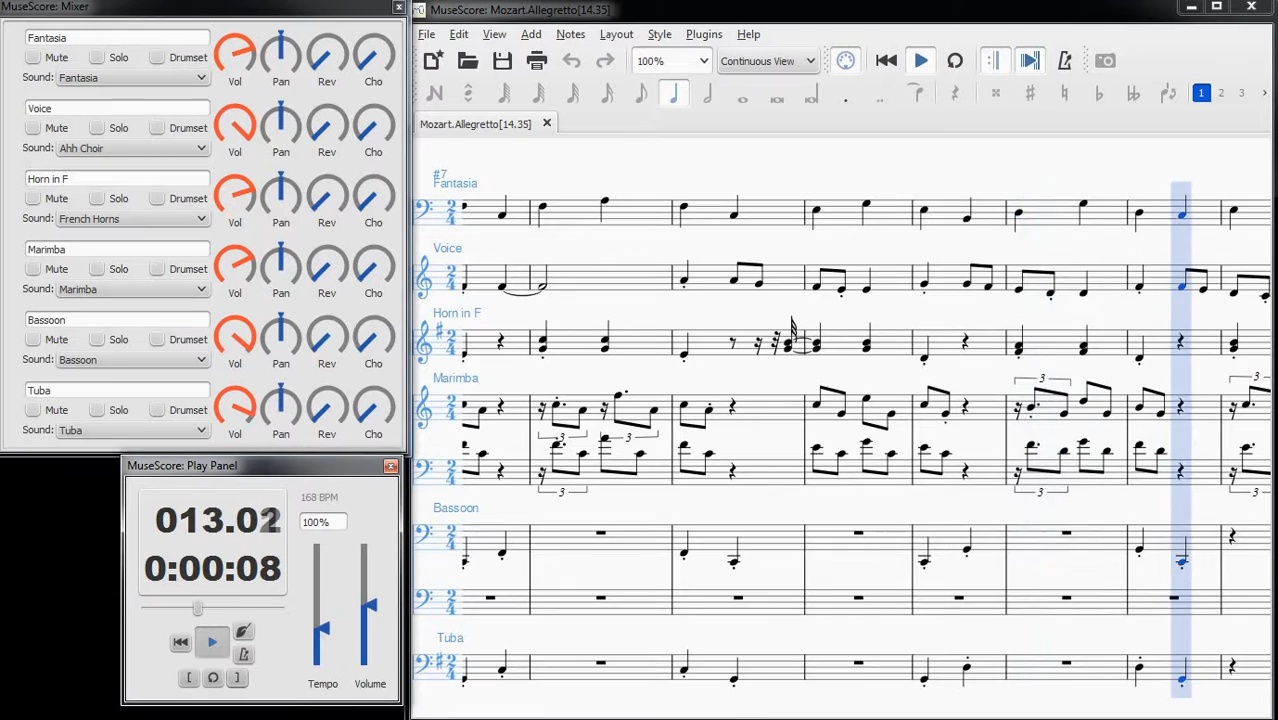 MuseScore: Mixer
Fantasia
Mute Solo Drumset
Sound: Fantasia
Vol Pan Rev Cho
Voice
Mute Solo Drumset
Sound: Ahh Choir
Vol Pan Rev Cho
Horn in F
Mute Solo Drumset
Sound: French Horns
Vol Pan Rev Cho
Marimba
Mute Solo Drumset
Sound: Marimba
Vol Pan Rev Cho
Bassoon
Mute Solo Drumset
Sound: Bassoon
Vol Pan Rev Cho
Tuba
Mute Solo Drumset
Sound: Tuba
Vol Pan Rev Cho
MuseScore: Play Panel
013.02
0:00:08
168 BPM
100%
Tempo Volume
MuseScore: Mozart.Allegretto[14.35]
File Edit View Add Notes Layout Style Plugins Help
100% Continuous View
1 2 3
Mozart.Allegretto[14.35]
#7
Fantasia
Voice
Horn in F
Marimba
3 3
3 3
3 3 3
Bassoon
Tuba